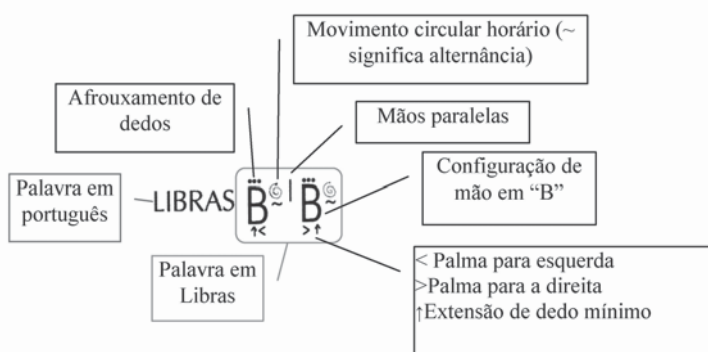 Movimento circular horário (~
significa alternância)
Afrouxamento de
dedos
Mãos paralelas
Configuração de
mão em “B”
Palavra em
português
LIBRAS B ~ | B ~
↑< >↑
Palavra em
Libras
< Palma para esquerda
>Palma para a direita
↑Extensão de dedo mínimo